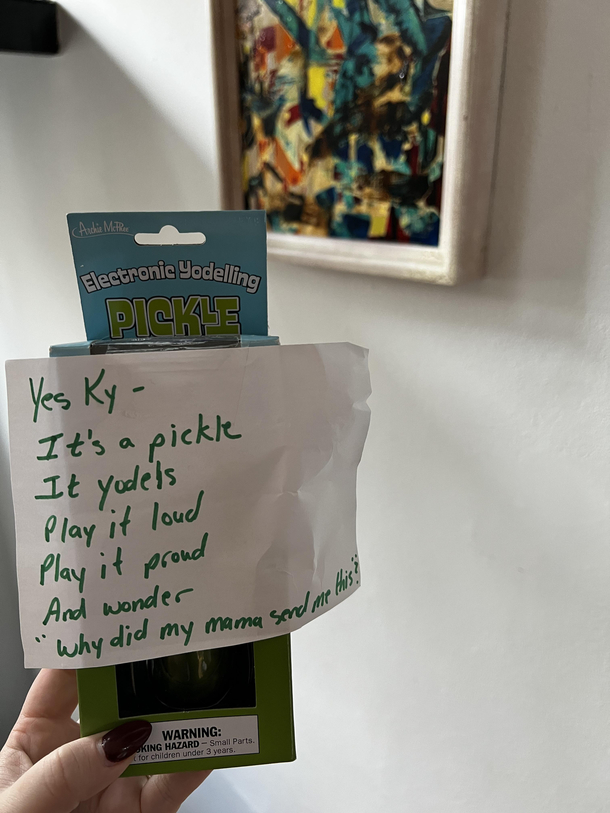 Archie McPhee
Electronic Yodelling
PICKLE
Yes Ky -
It's a pickle
It yodels
Play it loud
Play it proud
And wonder
"why did my mama send me this"?
WARNING:
KING HAZARD – Small Parts.
for children under 3 years.